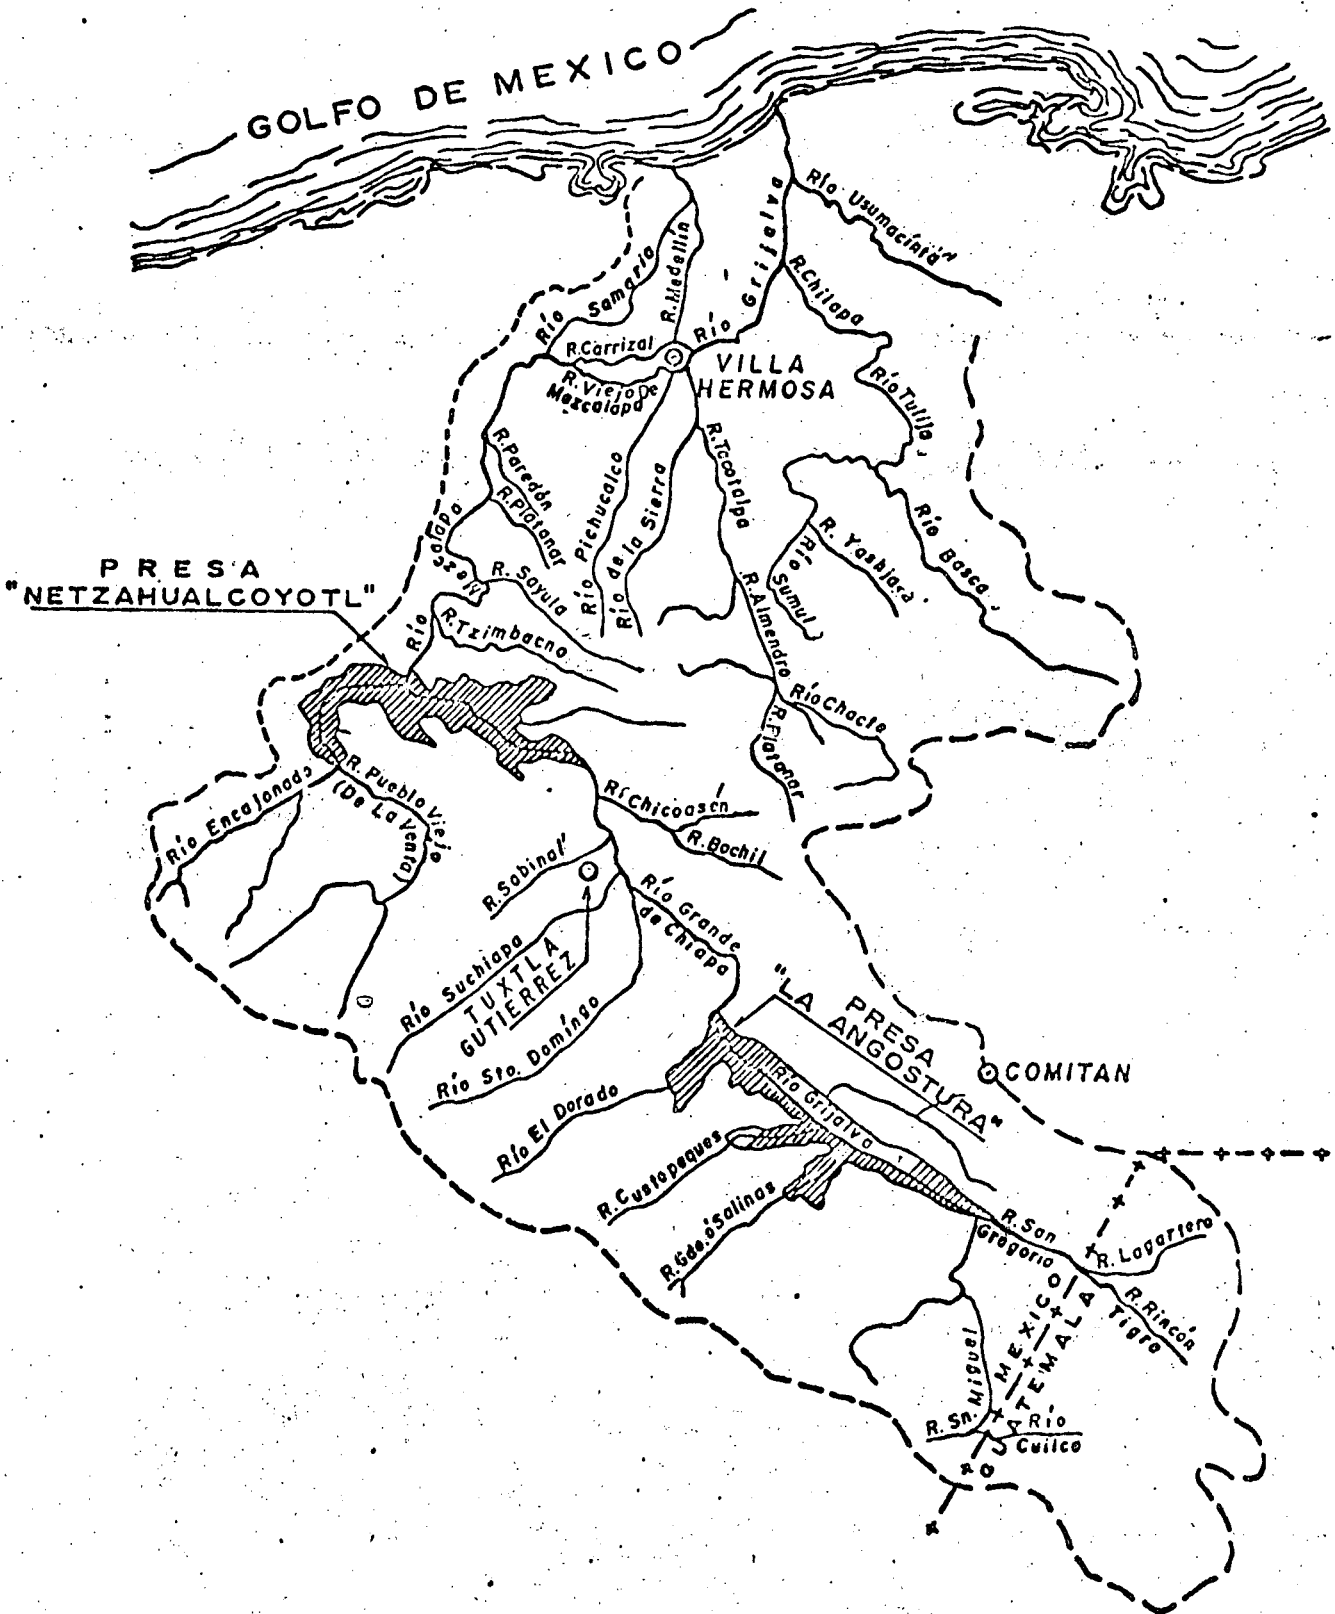 GOLFO DE MEXICO
Río Usumacinta
Río Grijalva
R. Chilapa
Río Samaria
R. Medellín
R. Carrizal
R. Viejo De
Mezcalapa
VILLA
HERMOSA
Río Tulija
R. Paredón
R. Platanar
Río Pichucalco
Río de la Sierra
R. Tacotalpa
R. Yashijara
Río Sumul
Río Basca
Río Mezcalapa
R. Sayula
R. Tzimbacno
R. Almendro
Río Chacte
R. Platanar
PRESA
"NETZAHUALCOYOTL"
Río Encajonado
R. Pueblo Viejo
(De La Venta)
R. Chicoasén
R. Bochil
R. Sabinal
Río Grande
de Chiapa
Río Suchiapa
TUXTLA
GUTIERREZ
Río Sto. Domingo
Río El Dorado
PRESA
"LA ANGOSTURA"
Río Grijalva
COMITAN
R. Custopeques
R. Gde. ó Salinas
R. San
Gregorio
R. Lagartero
R. Rincón
Tigre
MEXICO
GUATEMALA
R. Sn. Miguel
Río
Cuilco